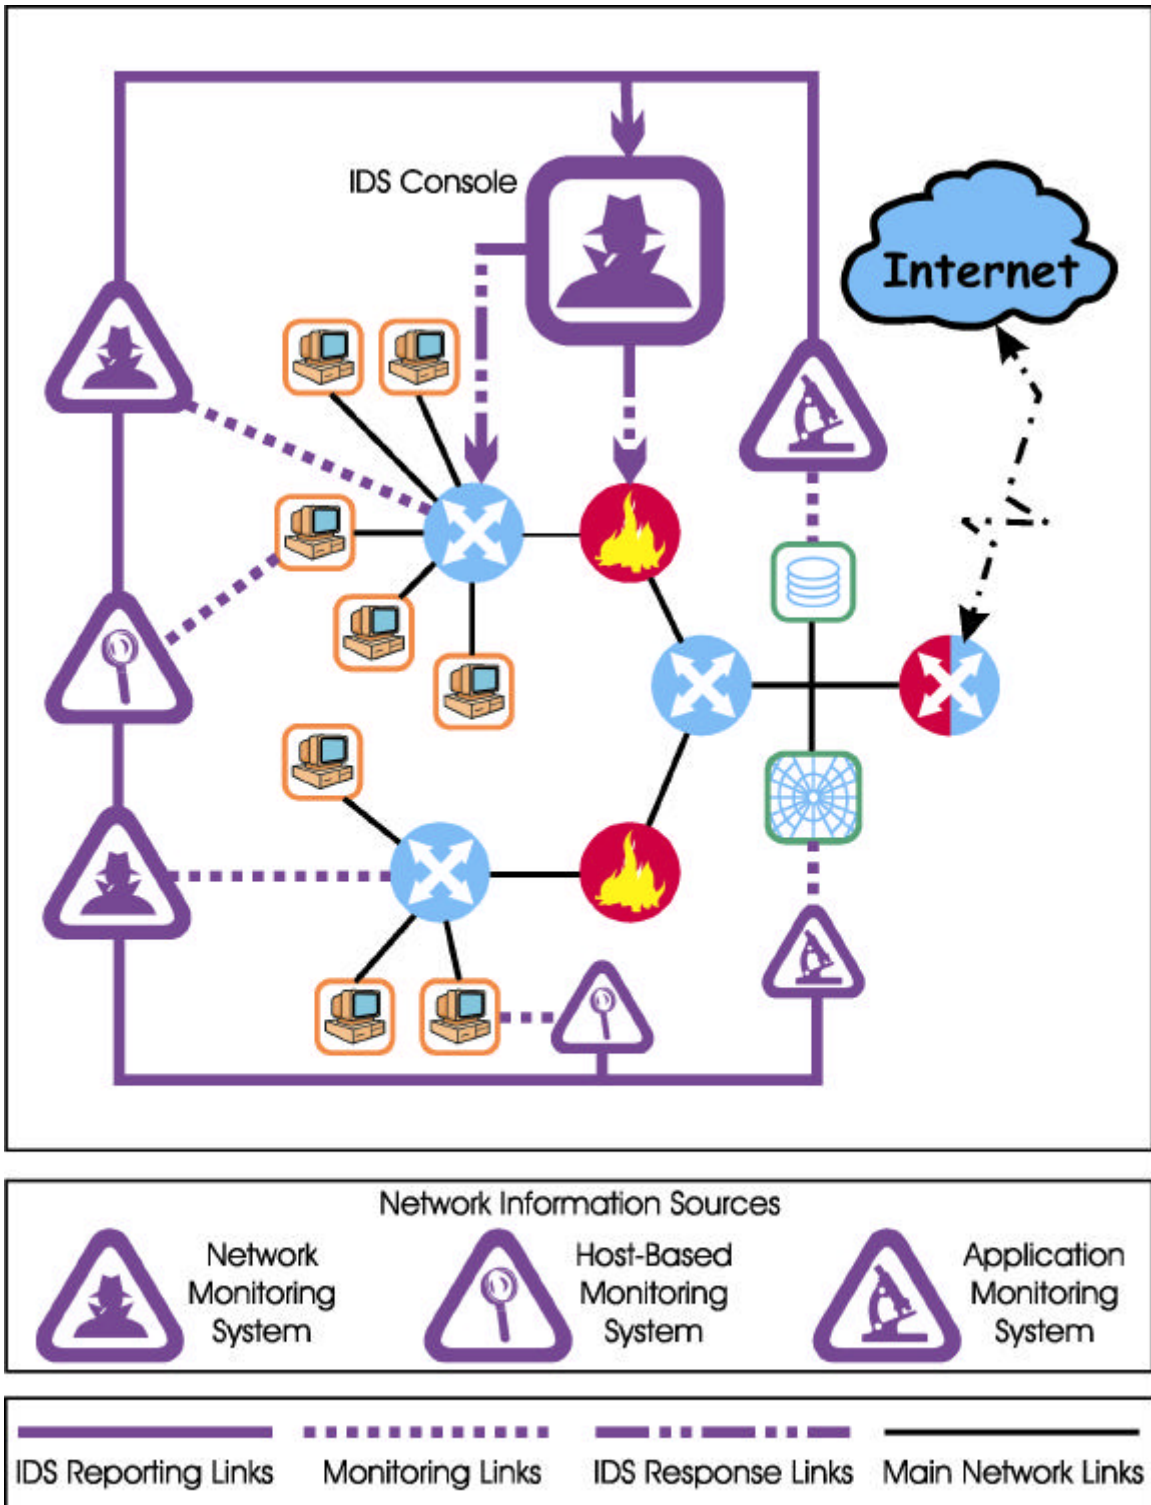 IDS Console
Internet
Network Information Sources
Network
Monitoring
System
Host-Based
Monitoring
System
Application
Monitoring
System
IDS Reporting Links
Monitoring Links
IDS Response Links
Main Network Links